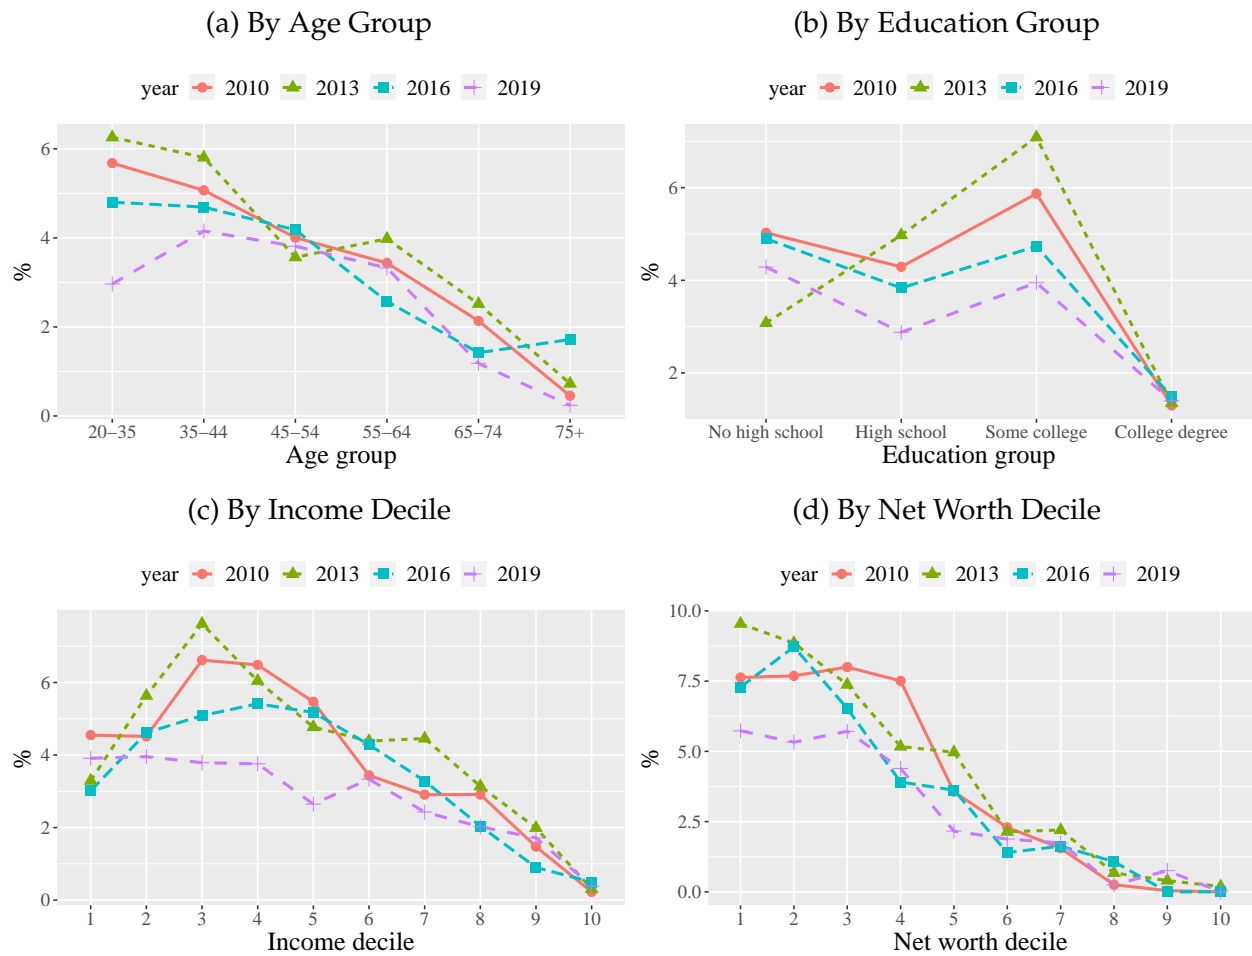 (a) By Age Group
year 2010 2013 2016 2019
6
4
2
0
%
20–35 35–44 45–54 55–64 65–74 75+
Age group
(b) By Education Group
year 2010 2013 2016 2019
6
4
2
%
No high school High school Some college College degree
Education group
(c) By Income Decile
year 2010 2013 2016 2019
6
4
2
0
%
1 2 3 4 5 6 7 8 9 10
Income decile
(d) By Net Worth Decile
year 2010 2013 2016 2019
10.0
7.5
5.0
2.5
0.0
%
1 2 3 4 5 6 7 8 9 10
Net worth decile